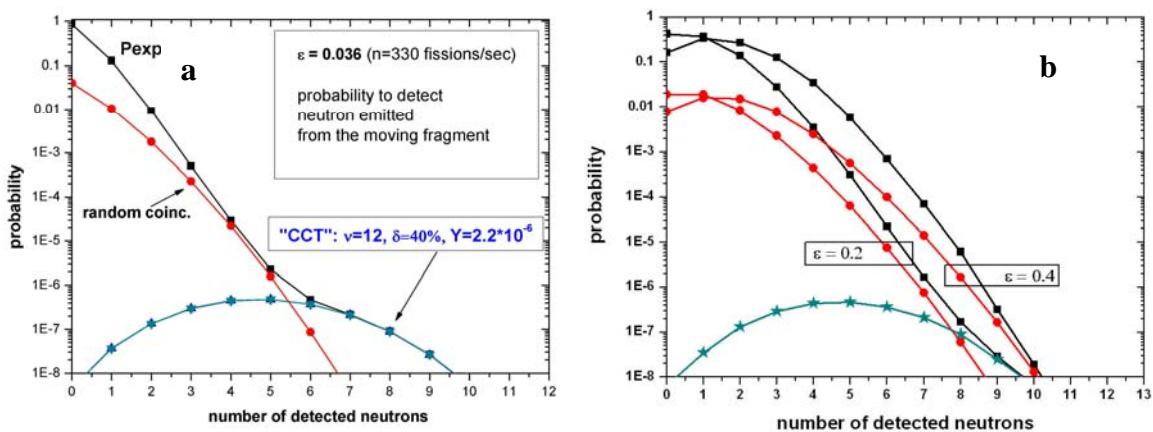 1
0.1
0.01
1E-3
1E-4
1E-5
1E-6
1E-7
1E-8
probability
Pexp
a
ε = 0.036 (n=330 fissions/sec)
probability to detect
neutron emitted
from the moving fragment
random coinc.
"CCT": ν=12, δ=40%, Y=2.2*10⁻⁶
0 1 2 3 4 5 6 7 8 9 10 11 12
number of detected neutrons
1
0.1
0.01
1E-3
1E-4
1E-5
1E-6
1E-7
1E-8
probability
b
ε = 0.2
ε = 0.4
0 1 2 3 4 5 6 7 8 9 10 11 12 13
number of detected neutrons